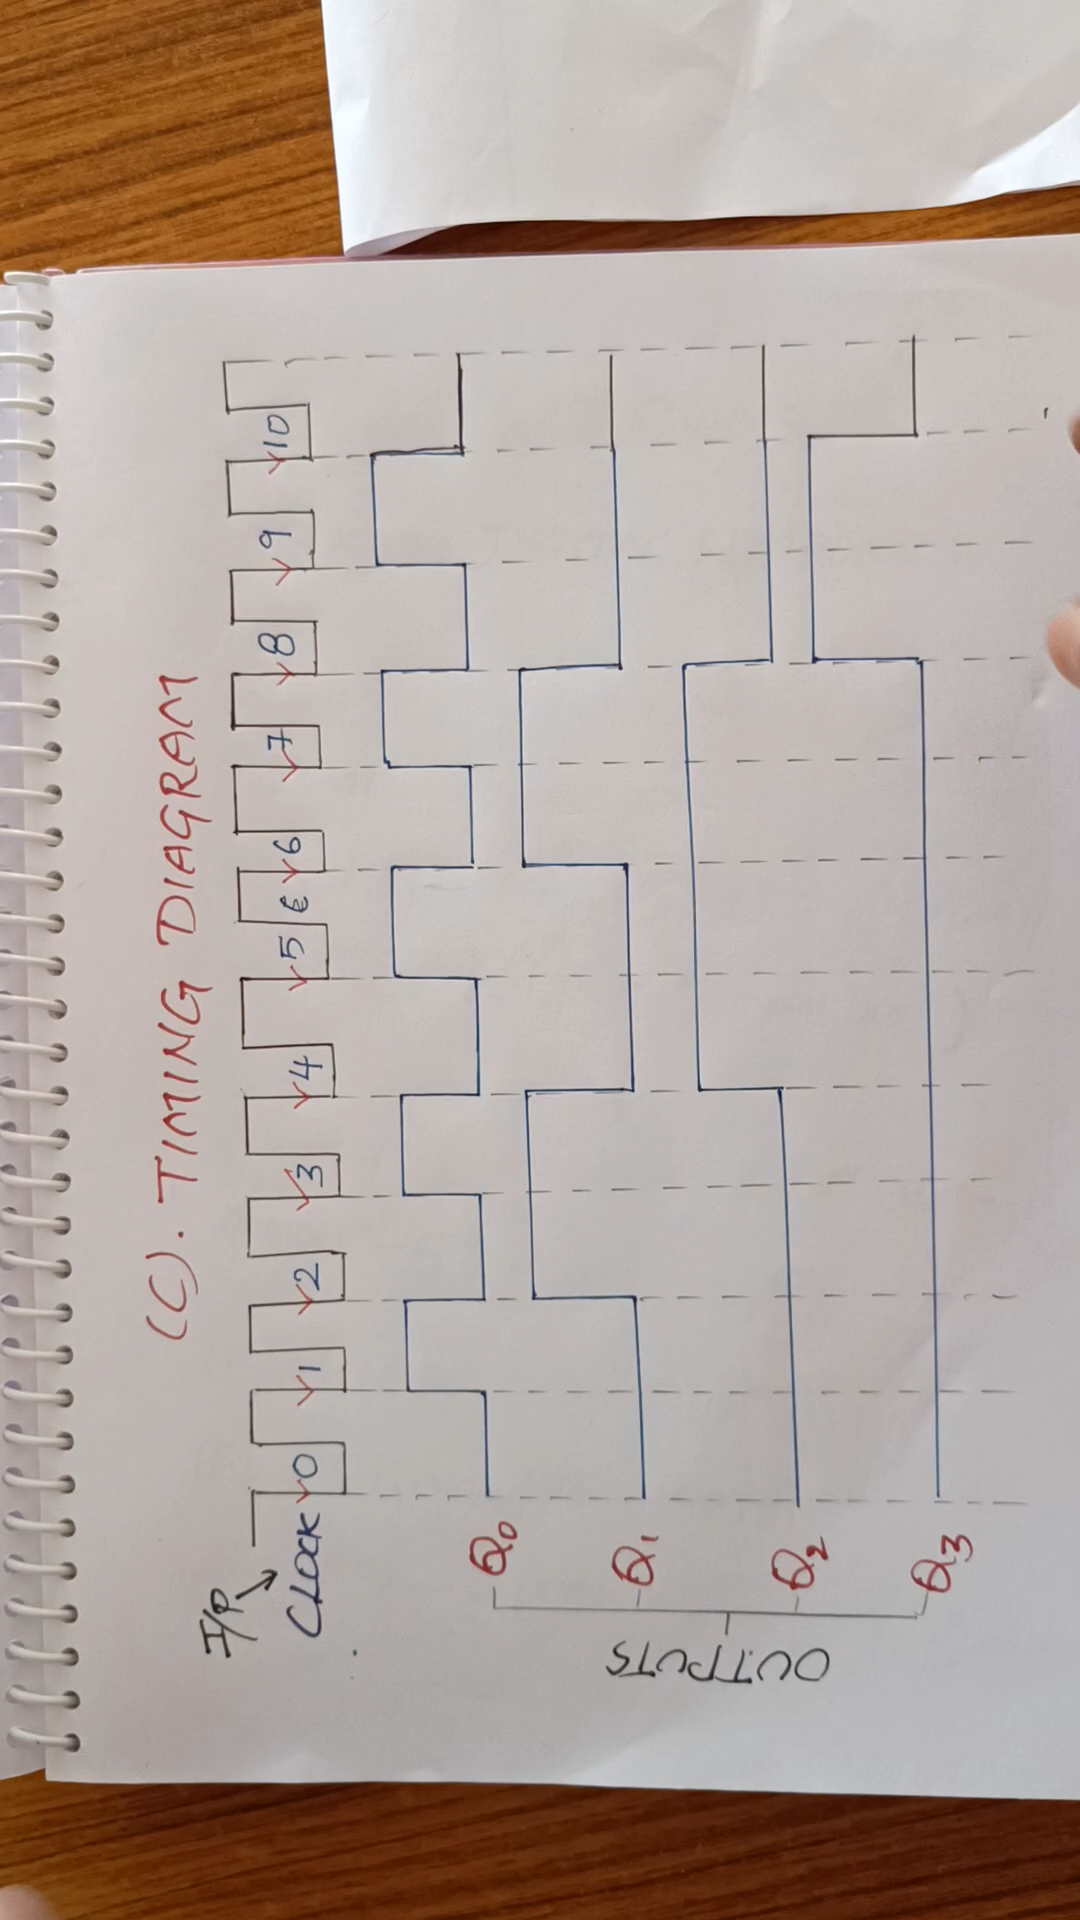 (C). TIMING DIAGRAM
I/P
CLOCK
0 1 2 3 4 5 6 6 7 8 9 10
OUTPUTS
Q0
Q1
Q2
Q3